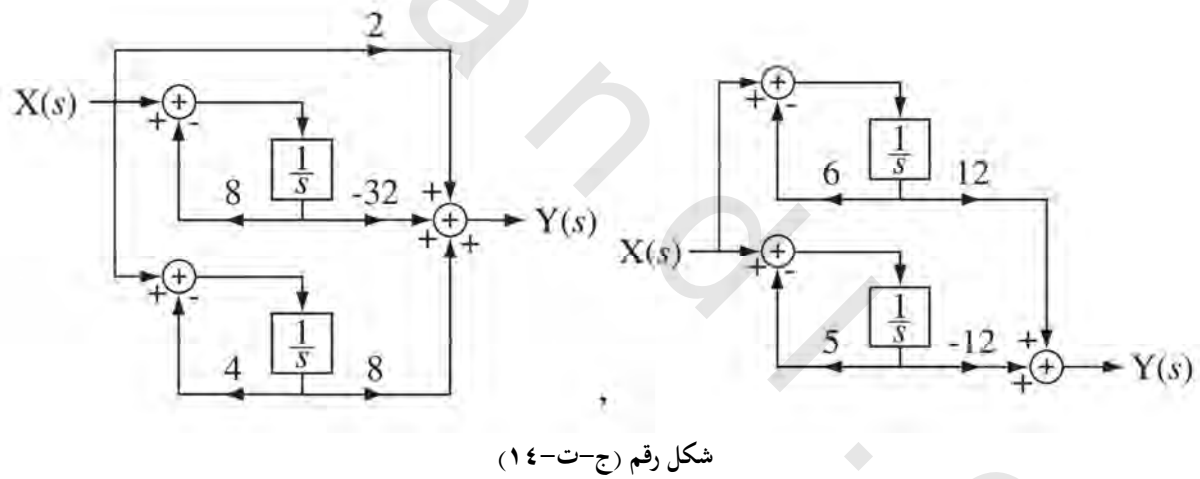 2
X(s) + -
1/s
8 -32 +
+ + + Y(s)
+ -
1/s
4 8
+ + -
1/s
6 12
X(s) + + -
1/s
5 -12 +
+ + Y(s)
,
شكل رقم (ج-ت-١٤)